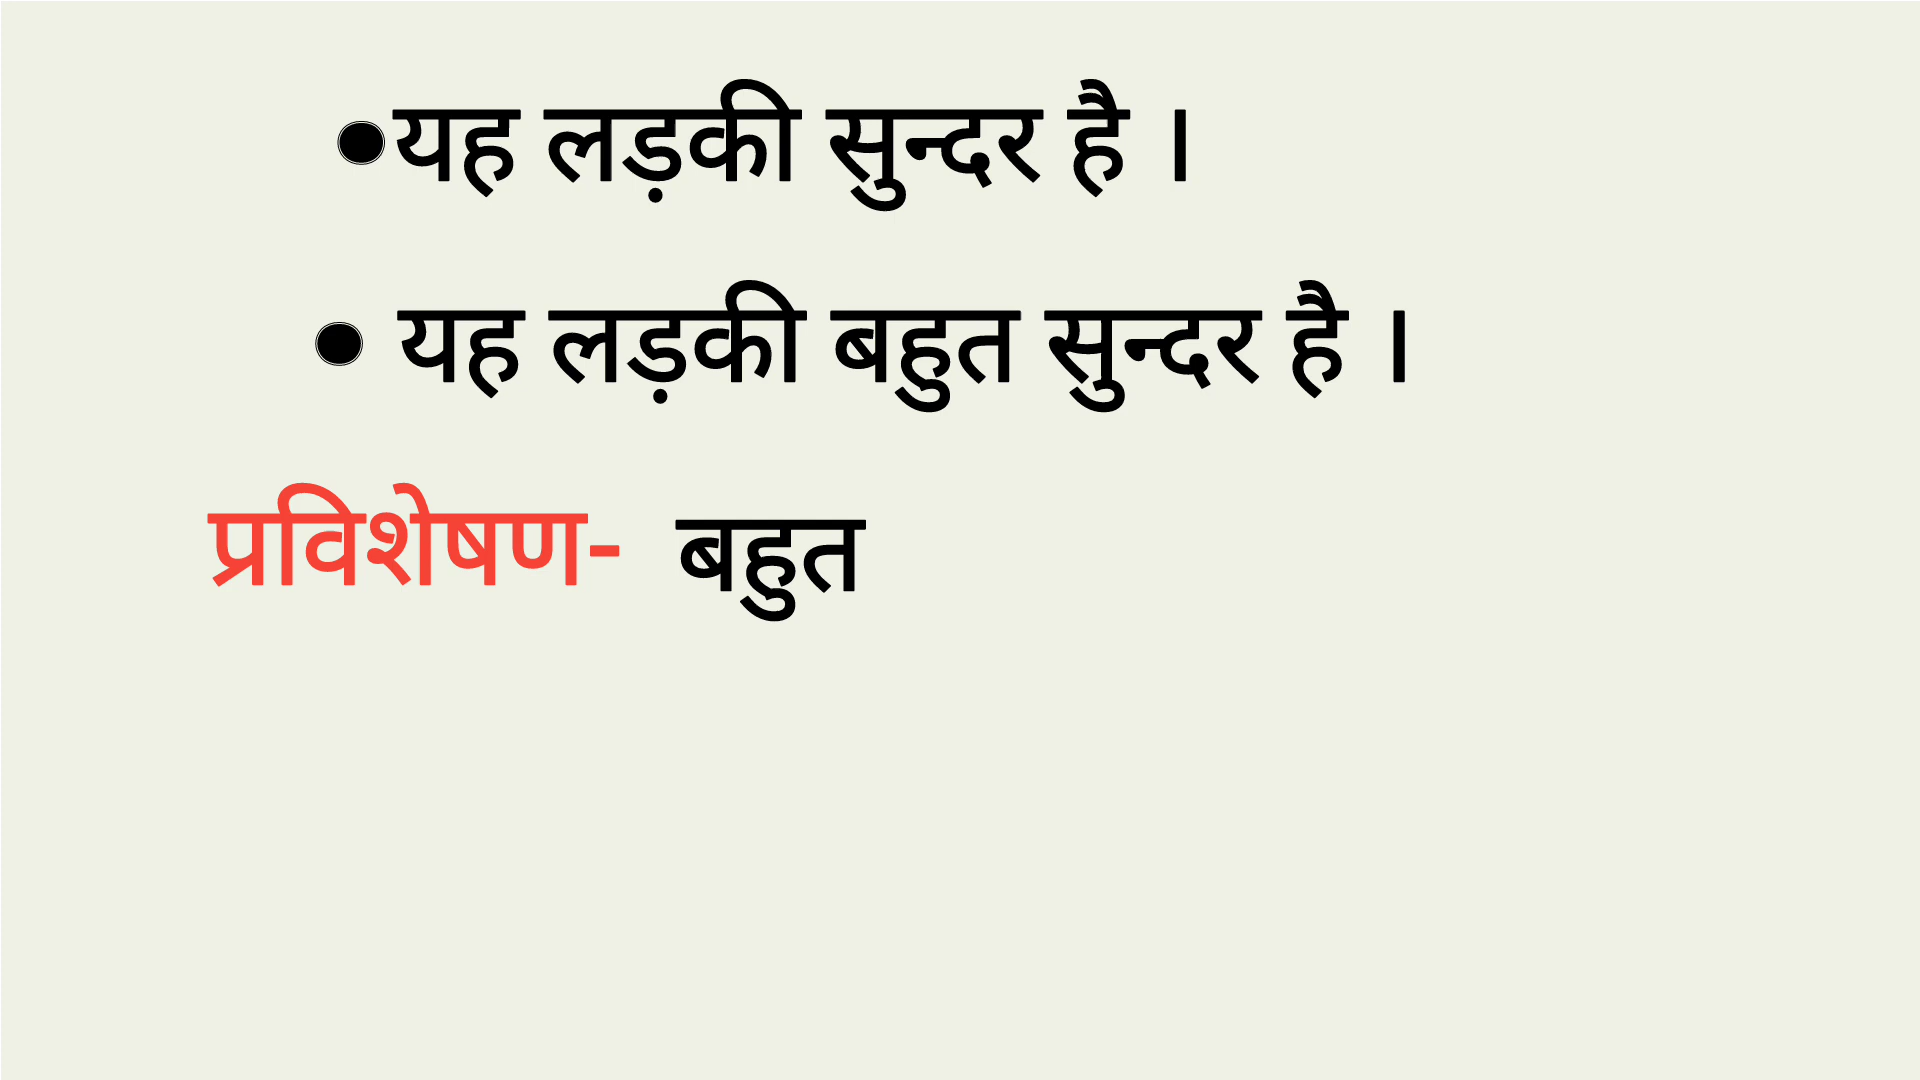 •यह लड़की सुन्दर है ।
• यह लड़की बहुत सुन्दर है ।
प्रविशेषण- बहुत